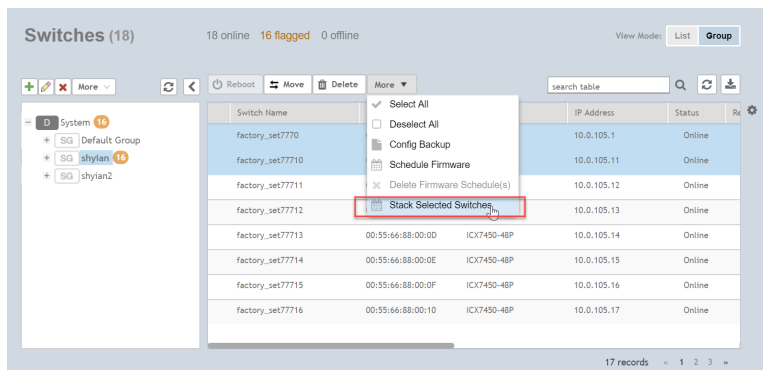 Switches (18)
18 online 16 flagged 0 offline
View Mode: List Group
More
Reboot Move Delete More ▼
search table
D System 16
SG Default Group
SG shyian 16
SG shyian2
Select All
Deselect All
Config Backup
Schedule Firmware
Delete Firmware Schedule(s)
Stack Selected Switches
Switch Name IP Address Status Re
factory_set7770 10.0.105.1 Online
factory_set77710 10.0.105.11 Online
factory_set77711 10.0.105.12 Online
factory_set77712 10.0.105.13 Online
factory_set77713 00:55:66:88:00:0D ICX7450-48P 10.0.105.14 Online
factory_set77714 00:55:66:88:00:0E ICX7450-48P 10.0.105.15 Online
factory_set77715 00:55:66:88:00:0F ICX7450-48P 10.0.105.16 Online
factory_set77716 00:55:66:88:00:10 ICX7450-48P 10.0.105.17 Online
17 records « 1 2 3 »